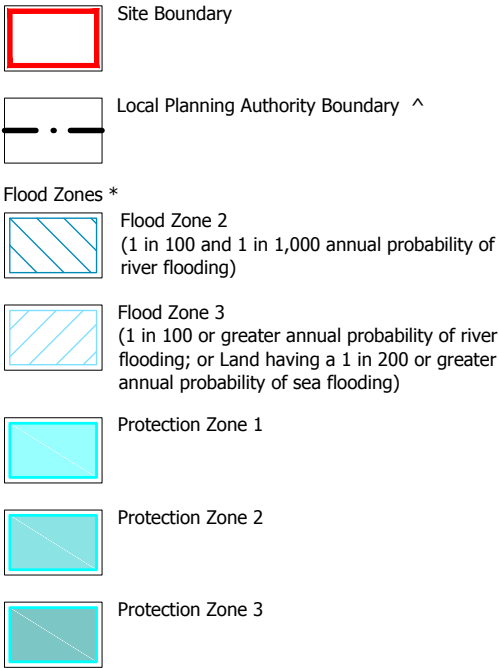 Site Boundary
Local Planning Authority Boundary ^
Flood Zones *
Flood Zone 2
(1 in 100 and 1 in 1,000 annual probability of
river flooding)
Flood Zone 3
(1 in 100 or greater annual probability of river
flooding; or Land having a 1 in 200 or greater
annual probability of sea flooding)
Protection Zone 1
Protection Zone 2
Protection Zone 3